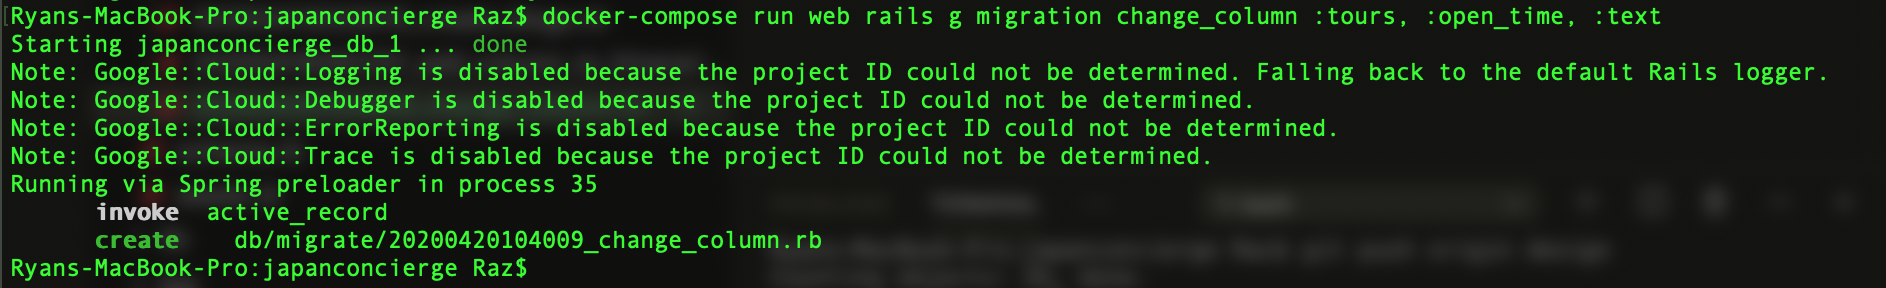 Ryans-MacBook-Pro:japanconcierge Raz$ docker-compose run web rails g migration change_column :tours, :open_time, :text
Starting japanconcierge_db_1 ... done
Note: Google::Cloud::Logging is disabled because the project ID could not be determined. Falling back to the default Rails logger.
Note: Google::Cloud::Debugger is disabled because the project ID could not be determined.
Note: Google::Cloud::ErrorReporting is disabled because the project ID could not be determined.
Note: Google::Cloud::Trace is disabled because the project ID could not be determined.
Running via Spring preloader in process 35
invoke  active_record
create    db/migrate/20200420104009_change_column.rb
Ryans-MacBook-Pro:japanconcierge Raz$